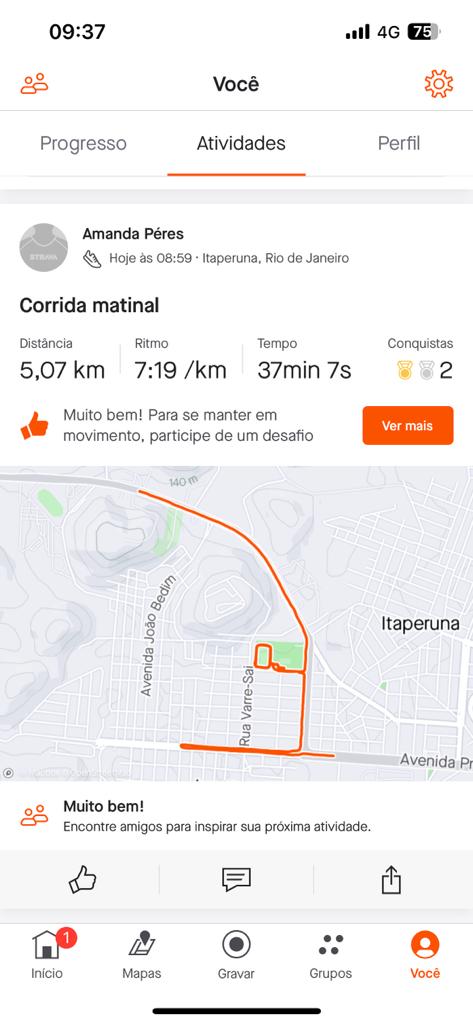 09:37
4G
75
Você
Progresso
Atividades
Perfil
STRAVA
Amanda Péres
Hoje às 08:59 · Itaperuna, Rio de Janeiro
Corrida matinal
Distância
Ritmo
Tempo
Conquistas
5,07 km
7:19 /km
37min 7s
2
Muito bem! Para se manter em
movimento, participe de um desafio
Ver mais
140 m
Avenida João Bedim
Itaperuna
Rua Varre-Sai
Avenida Pr
Muito bem!
Encontre amigos para inspirar sua próxima atividade.
1
Início
Mapas
Gravar
Grupos
Você